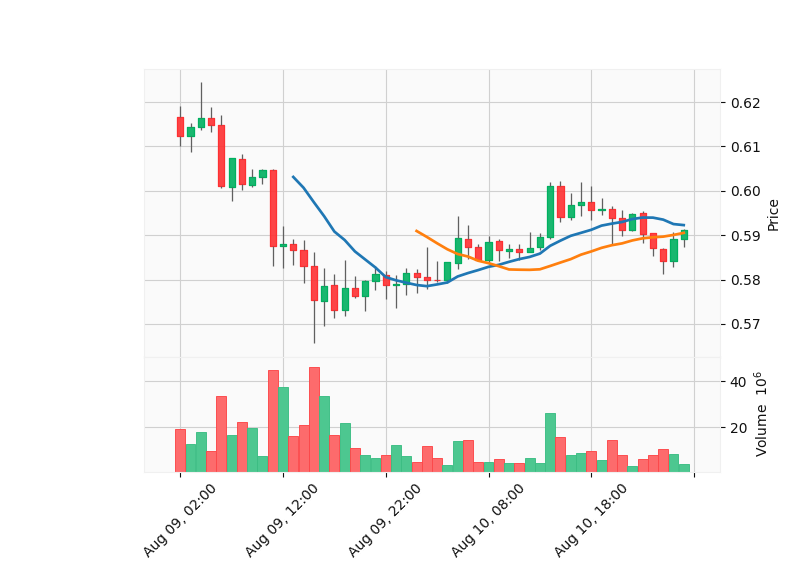 0.62
0.61
0.60
0.59
0.58
0.57
Price
40
20
Volume 10^6
Aug 09, 02:00
Aug 09, 12:00
Aug 09, 22:00
Aug 10, 08:00
Aug 10, 18:00